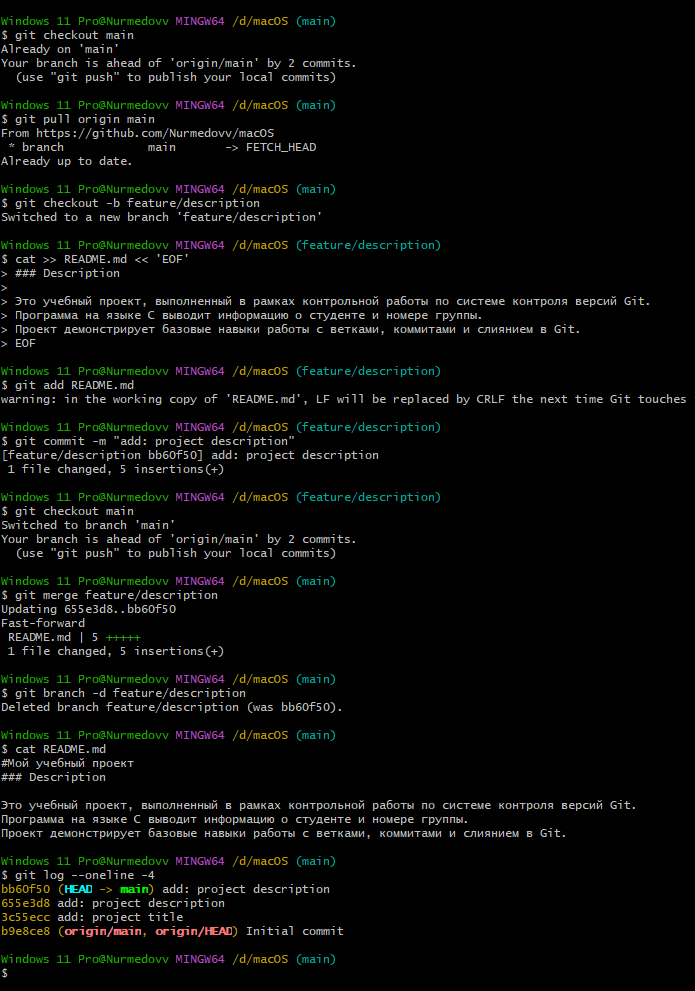 Windows 11 Pro@Nurmedovv MINGW64 /d/macOS (main)
$ git checkout main
Already on 'main'
Your branch is ahead of 'origin/main' by 2 commits.
  (use "git push" to publish your local commits)

Windows 11 Pro@Nurmedovv MINGW64 /d/macOS (main)
$ git pull origin main
From https://github.com/Nurmedovv/macOS
 * branch            main       -> FETCH_HEAD
Already up to date.

Windows 11 Pro@Nurmedovv MINGW64 /d/macOS (main)
$ git checkout -b feature/description
Switched to a new branch 'feature/description'

Windows 11 Pro@Nurmedovv MINGW64 /d/macOS (feature/description)
$ cat >> README.md << 'EOF'
> ### Description
>
> Это учебный проект, выполненный в рамках контрольной работы по системе контроля версий Git.
> Программа на языке C выводит информацию о студенте и номере группы.
> Проект демонстрирует базовые навыки работы с ветками, коммитами и слиянием в Git.
> EOF

Windows 11 Pro@Nurmedovv MINGW64 /d/macOS (feature/description)
$ git add README.md
warning: in the working copy of 'README.md', LF will be replaced by CRLF the next time Git touches

Windows 11 Pro@Nurmedovv MINGW64 /d/macOS (feature/description)
$ git commit -m "add: project description"
[feature/description bb60f50] add: project description
 1 file changed, 5 insertions(+)

Windows 11 Pro@Nurmedovv MINGW64 /d/macOS (feature/description)
$ git checkout main
Switched to branch 'main'
Your branch is ahead of 'origin/main' by 2 commits.
  (use "git push" to publish your local commits)

Windows 11 Pro@Nurmedovv MINGW64 /d/macOS (main)
$ git merge feature/description
Updating 655e3d8..bb60f50
Fast-forward
 README.md | 5 +++++
 1 file changed, 5 insertions(+)

Windows 11 Pro@Nurmedovv MINGW64 /d/macOS (main)
$ git branch -d feature/description
Deleted branch feature/description (was bb60f50).

Windows 11 Pro@Nurmedovv MINGW64 /d/macOS (main)
$ cat README.md
#Мой учебный проект
### Description

Это учебный проект, выполненный в рамках контрольной работы по системе контроля версий Git.
Программа на языке C выводит информацию о студенте и номере группы.
Проект демонстрирует базовые навыки работы с ветками, коммитами и слиянием в Git.

Windows 11 Pro@Nurmedovv MINGW64 /d/macOS (main)
$ git log --oneline -4
bb60f50 (HEAD -> main) add: project description
655e3d8 add: project description
3c55ecc add: project title
b9e8ce8 (origin/main, origin/HEAD) Initial commit

Windows 11 Pro@Nurmedovv MINGW64 /d/macOS (main)
$